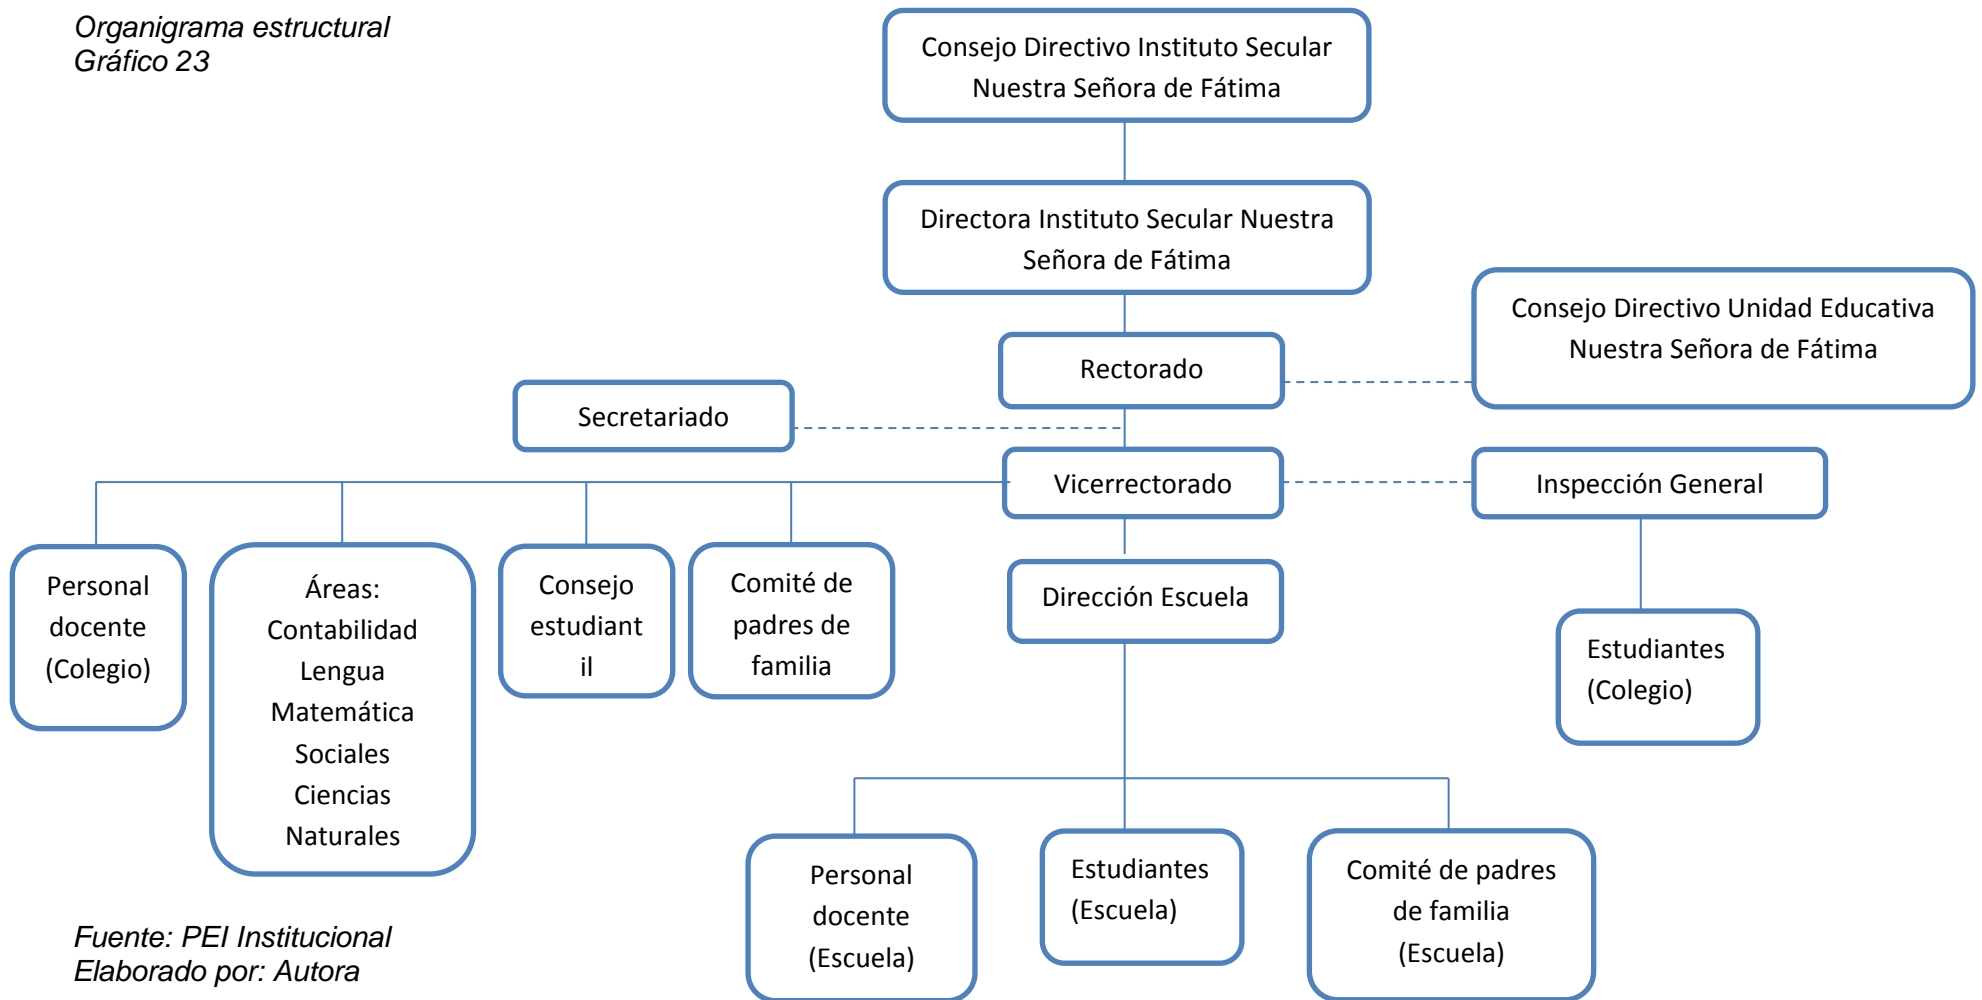 Organigrama estructural
Gráfico 23
Consejo Directivo Instituto Secular
Nuestra Señora de Fátima
Directora Instituto Secular Nuestra
Señora de Fátima
Consejo Directivo Unidad Educativa
Nuestra Señora de Fátima
Rectorado
Secretariado
Vicerrectorado
Inspección General
Personal
docente
(Colegio)
Áreas:
Contabilidad
Lengua
Matemática
Sociales
Ciencias
Naturales
Consejo
estudiant
il
Comité de
padres de
familia
Dirección Escuela
Estudiantes
(Colegio)
Personal
docente
(Escuela)
Estudiantes
(Escuela)
Comité de padres
de familia
(Escuela)
Fuente: PEI Institucional
Elaborado por: Autora